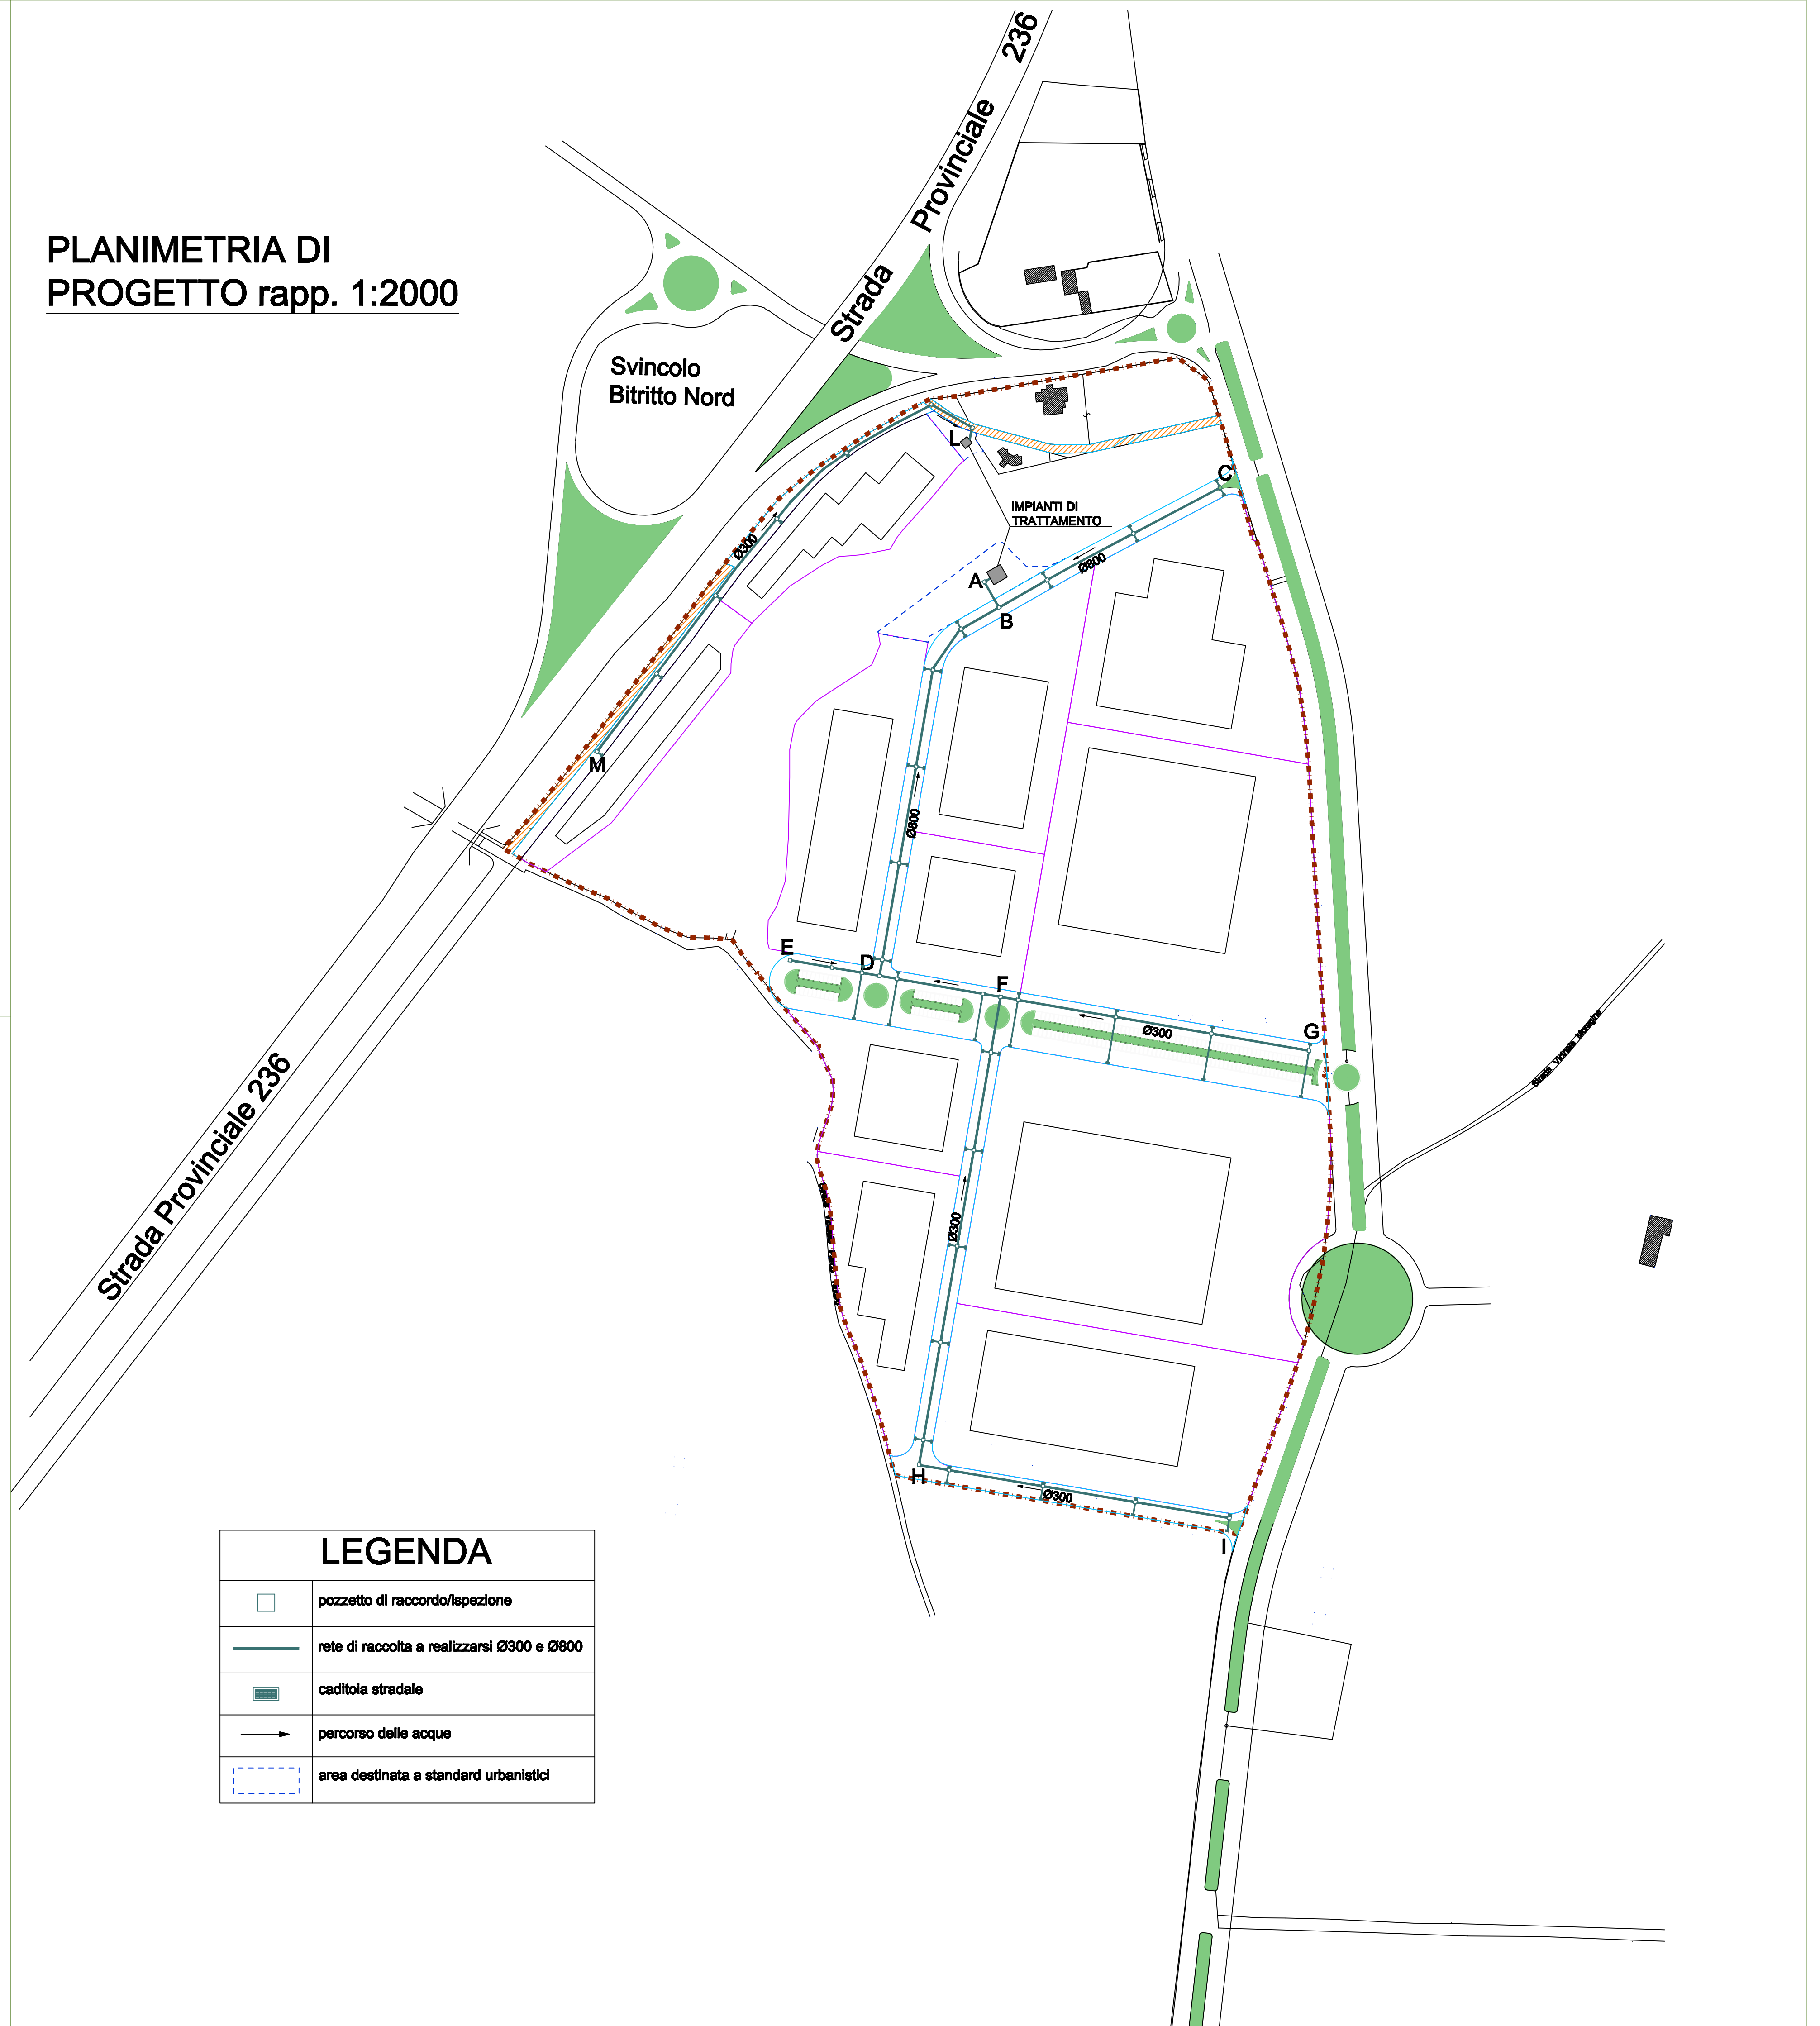 236
Provinciale
Strada
PLANIMETRIA DI
PROGETTO rapp. 1:2000
Svincolo
Bitritto Nord
L
C
IMPIANTI DI
TRATTAMENTO
Ø300
Ø800
A
B
M
Ø800
E
D
F
G
Ø300
Strada Vicinale
Strada Provinciale 236
Ø300
H
Ø300
I
LEGENDA
pozzetto di raccordo/ispezione
rete di raccolta a realizzarsi Ø300 e Ø800
caditoia stradale
percorso delle acque
area destinata a standard urbanistici